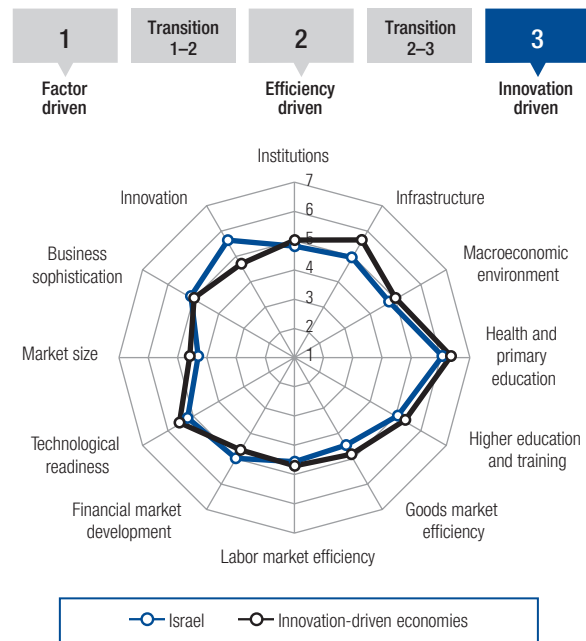 1
Transition
1–2
2
Transition
2–3
3
Factor
driven
Efficiency
driven
Innovation
driven
Institutions
7
6
5
4
3
2
1
Infrastructure
Macroeconomic
environment
Health and
primary
education
Higher education
and training
Goods market
efficiency
Labor market efficiency
Financial market
development
Technological
readiness
Market size
Business
sophistication
Innovation
Israel
Innovation-driven economies